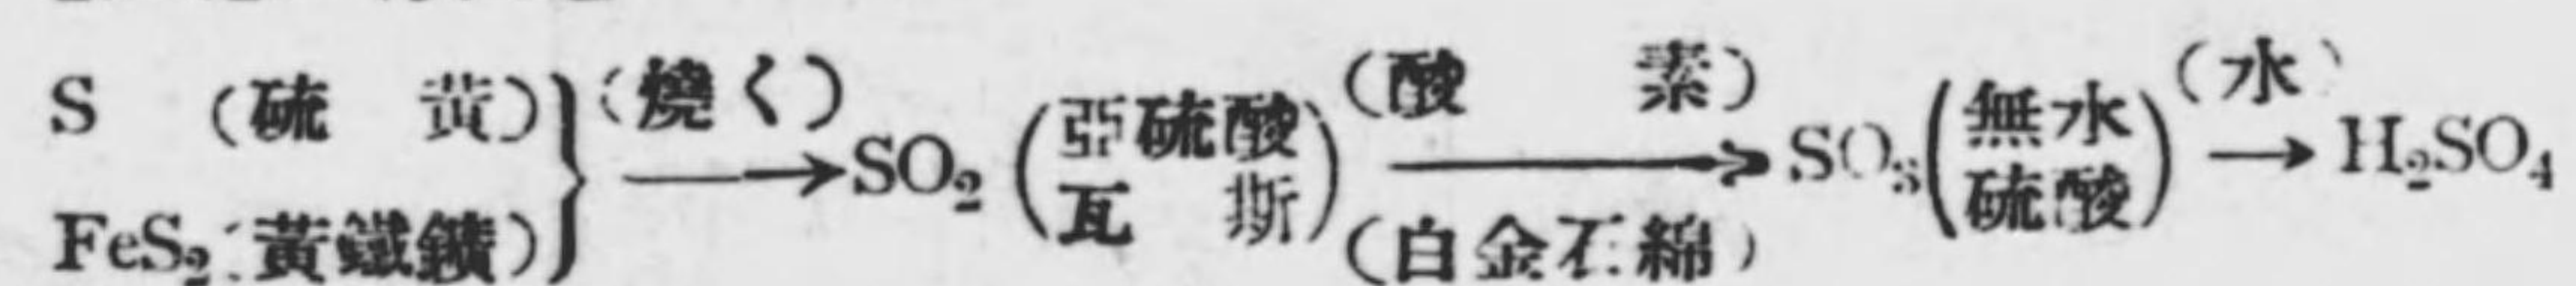 S (硫黄)
FeS₂(黃鐵鑛)
(燒く)
→SO₂(亞硫酸瓦斯)
(酸素)
(白金石綿)
→SO₃(無水硫酸)
(水)
→H₂SO₄